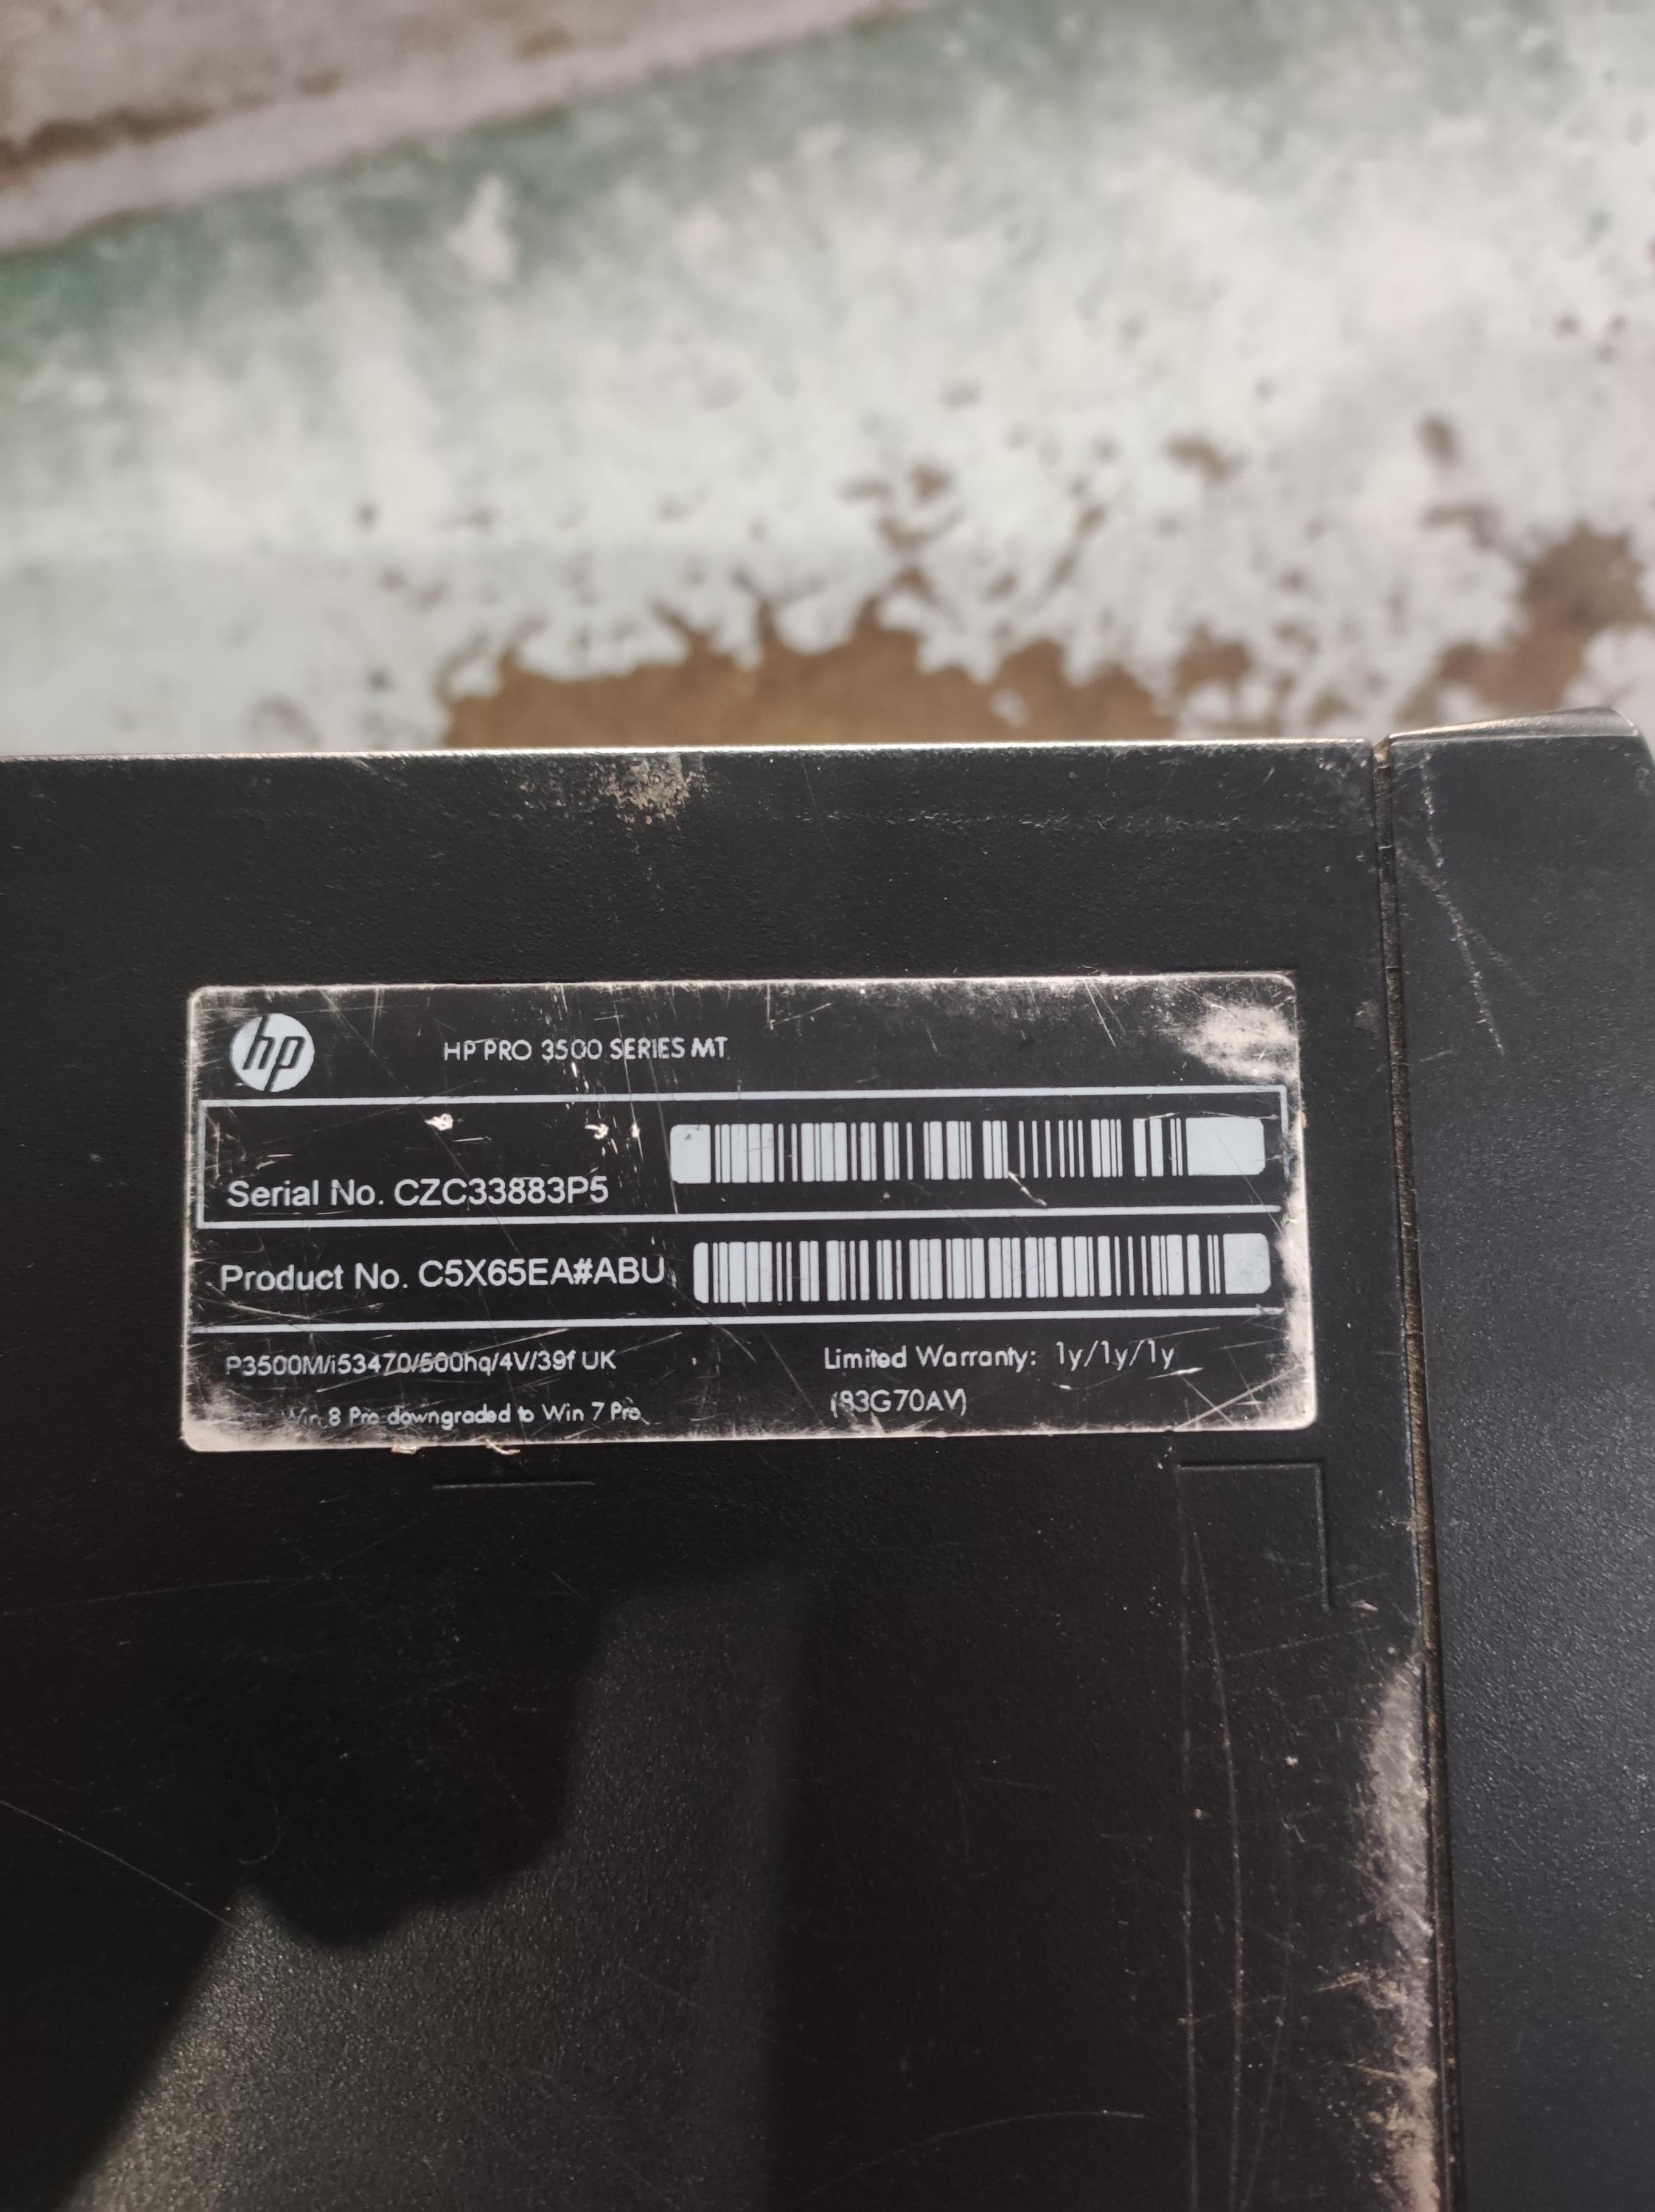 hp
HP PRO 3500 SERIES MT
Serial No. CZC33883P5
Product No. C5X65EA#ABU
P3500M/i53470/500hq/4V/39f UK
Limited Warranty: 1y/1y/1y
8 Pro downgraded to Win 7 Pro